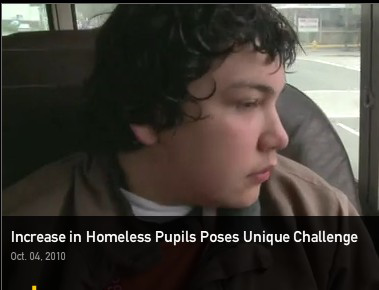 Increase in Homeless Pupils Poses Unique Challenge
Oct. 04, 2010